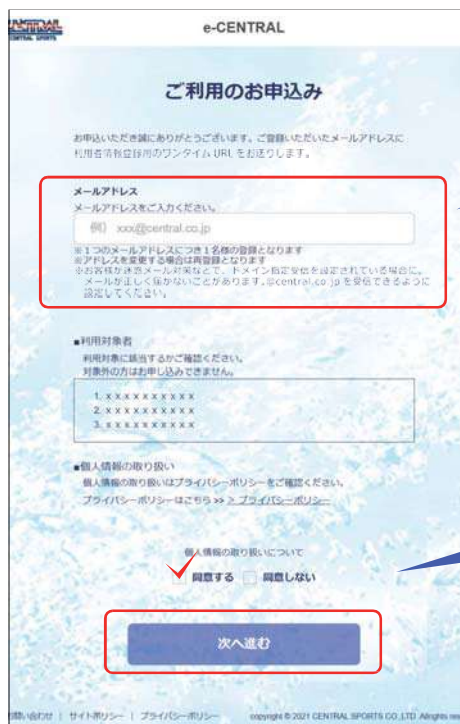 CENTRAL SPORTS
e-CENTRAL
ご利用のお申込み
お申込いただき誠にありがとうございます。ご登録いただいたメールアドレスに
利用者情報登録用のワンタイム URL をお送りします。
メールアドレス
メールアドレスをご入力ください。
例） xxx@central.co.jp
※１つのメールアドレスにつき１名様の登録となります
※アドレスを変更する場合は再登録となります
※お客様が迷惑メール対策などで、ドメイン指定受信を設定されている場合に、
メールが正しく届かないことがあります。@central.co.jp を受信できるように
設定してください。
■利用対象者
利用対象に該当するかご確認ください。
対象外の方はお申し込みできません。
1. x x x x x x x x x x
2. x x x x x x x x x x
3. x x x x x x x x x x
■個人情報の取り扱い
個人情報の取り扱いはプライバシーポリシーをご確認ください。
プライバシーポリシーはこちら >> > プライバシーポリシー
個人情報の取り扱いについて
同意する 同意しない
次へ進む
問い合わせ | サイトポリシー | プライバシーポリシー copyright © 2021 CENTRAL SPORTS CO.,LTD. Allrights